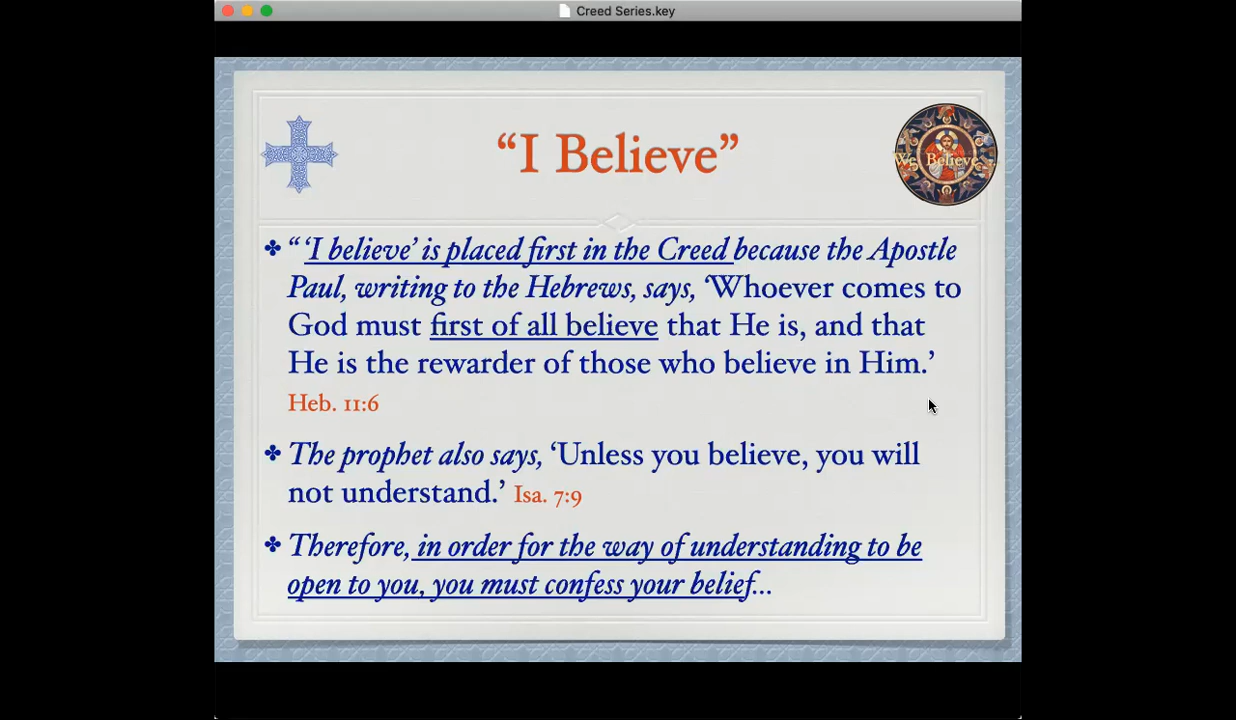 Creed Series.key
“I Believe”
We Believe
“ ‘I believe’ is placed first in the Creed because the Apostle
Paul, writing to the Hebrews, says, ‘Whoever comes to
God must first of all believe that He is, and that
He is the rewarder of those who believe in Him.’
Heb. 11:6
The prophet also says, ‘Unless you believe, you will
not understand.’ Isa. 7:9
Therefore, in order for the way of understanding to be
open to you, you must confess your belief...